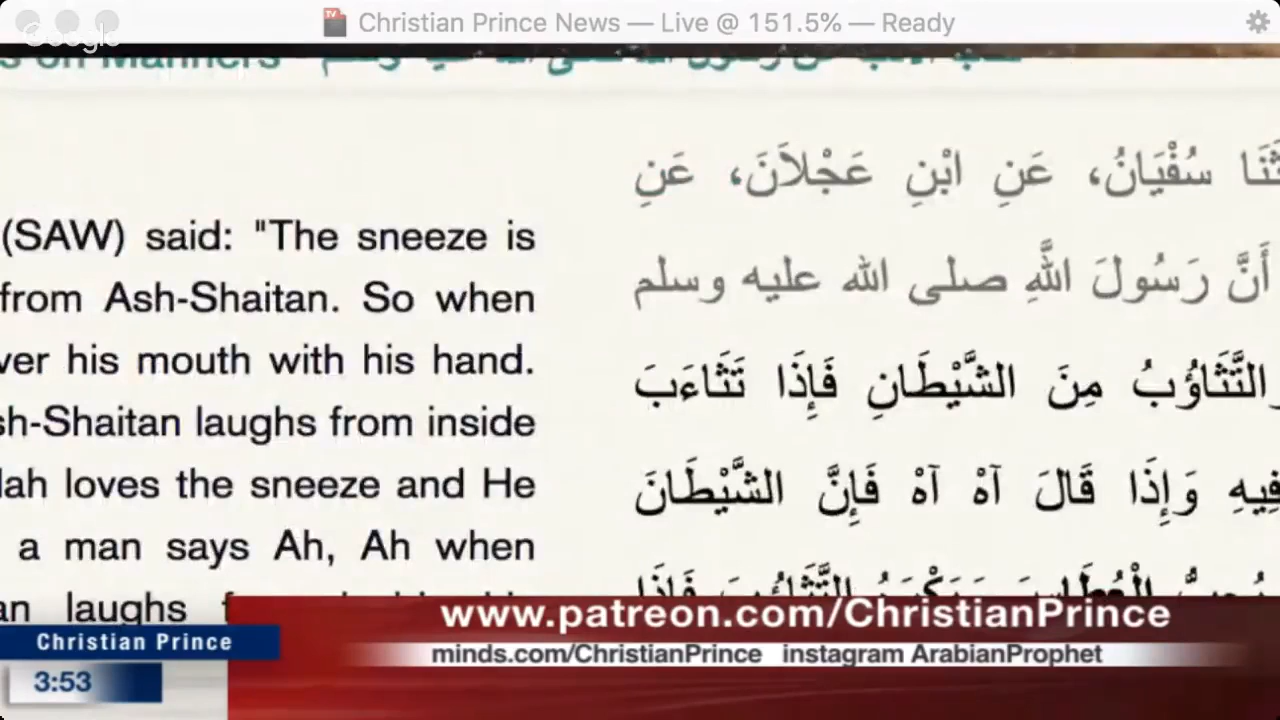 Christian Prince News — Live @ 151.5% — Ready
Google
s on Manners
(SAW) said: "The sneeze is
from Ash-Shaitan. So when
ver his mouth with his hand.
sh-Shaitan laughs from inside
lah loves the sneeze and He
a man says Ah, Ah when
an laughs
سُفْيَانُ، عَنِ ابْنِ عَجْلاَنَ، عَنِ
أَنَّ رَسُولَ اللَّهِ صلى الله عليه وسلم
وَالتَّثَاؤُبُ مِنَ الشَّيْطَانِ فَإِذَا تَثَاءَبَ
فِيهِ وَإِذَا قَالَ آهْ آهْ فَإِنَّ الشَّيْطَانَ
www.patreon.com/ChristianPrince
Christian Prince
minds.com/ChristianPrince instagram ArabianProphet
3:53